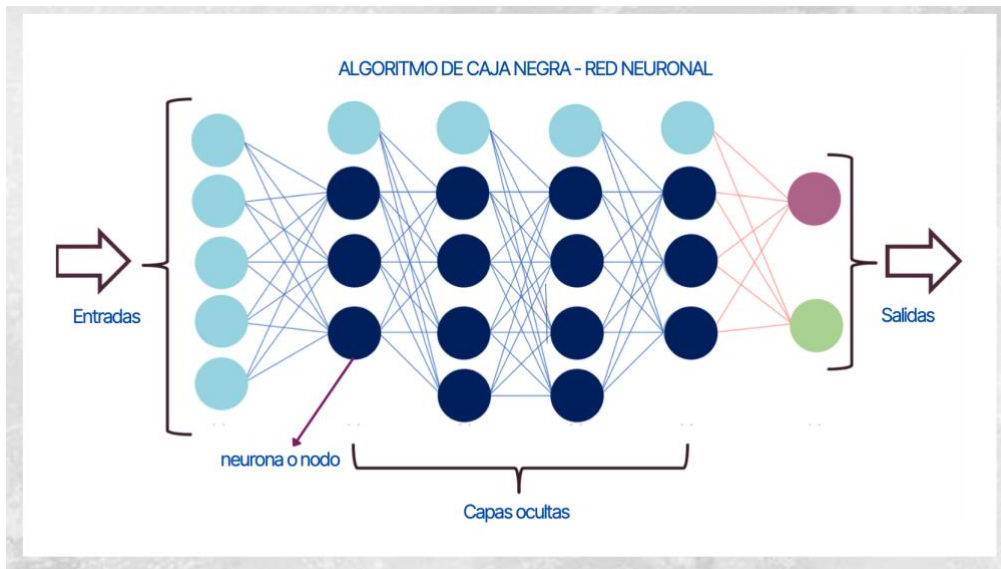 ALGORITMO DE CAJA NEGRA - RED NEURONAL
Entradas
Salidas
neurona o nodo
Capas ocultas